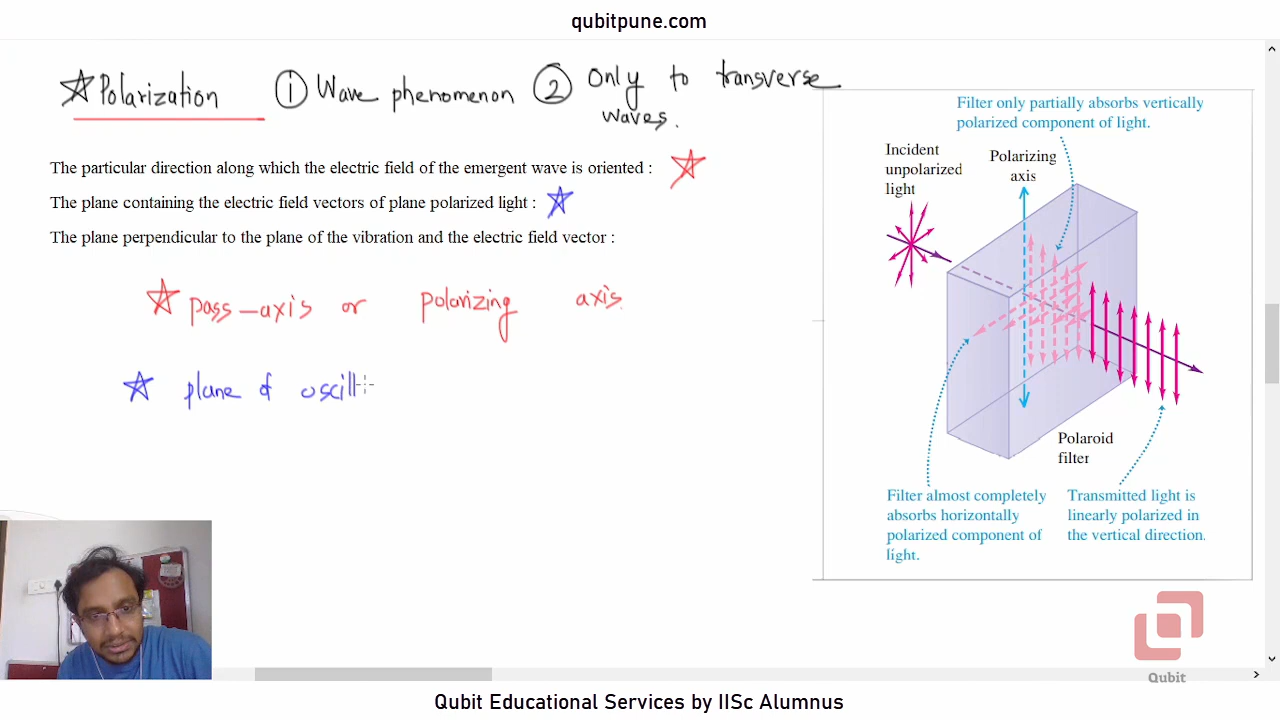 qubitpune.com
☆ Polarization ① Wave phenomenon ② Only to transverse
waves.
The particular direction along which the electric field of the emergent wave is oriented :
The plane containing the electric field vectors of plane polarized light :
The plane perpendicular to the plane of the vibration and the electric field vector :
☆ pass-axis or polarizing axis.
☆ plane of oscill
Filter only partially absorbs vertically
polarized component of light.
Incident
unpolarized
light
Polarizing
axis
Polaroid
filter
Filter almost completely
absorbs horizontally
polarized component of
light.
Transmitted light is
linearly polarized in
the vertical direction.
Qubit
Qubit Educational Services by IISc Alumnus